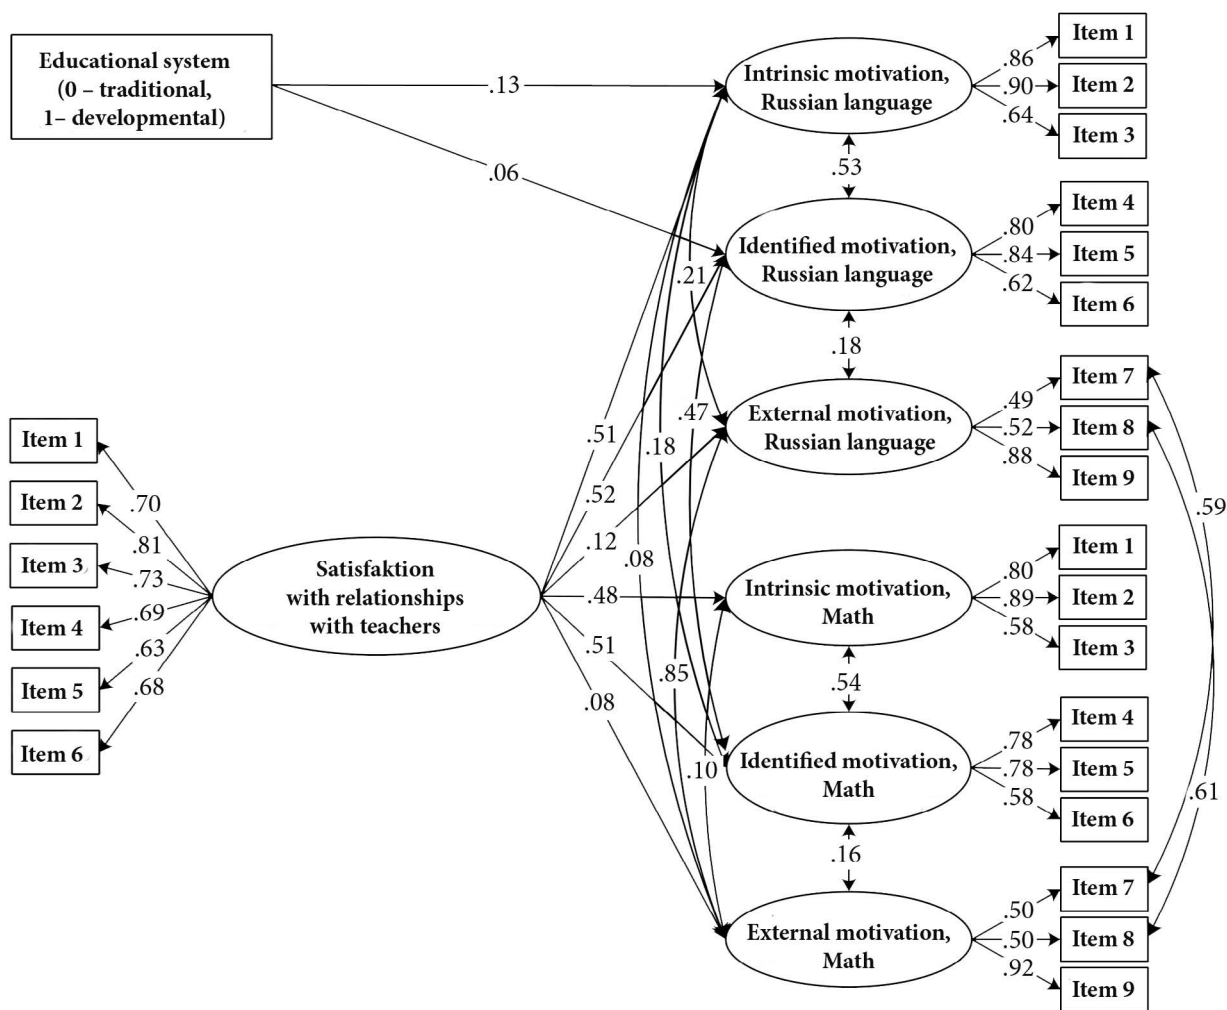 Educational system
(0 – traditional,
1– developmental)
.13
.06
Intrinsic motivation,
Russian language
.86
.90
.64
Item 1
Item 2
Item 3
.53
Identified motivation,
Russian language
.80
.84
.62
Item 4
Item 5
Item 6
.21
.18
External motivation,
Russian language
.49
.52
.88
Item 7
Item 8
Item 9
.47
.18
.51
.52
.12
.08
.48
.51
.85
.08
.10
Item 1
Item 2
Item 3
Item 4
Item 5
Item 6
.70
.81
.73
.69
.63
.68
Satisfaktion
with relationships
with teachers
Intrinsic motivation,
Math
.80
.89
.58
Item 1
Item 2
Item 3
.54
Identified motivation,
Math
.78
.78
.58
Item 4
Item 5
Item 6
.16
External motivation,
Math
.50
.50
.92
Item 7
Item 8
Item 9
.59
.61